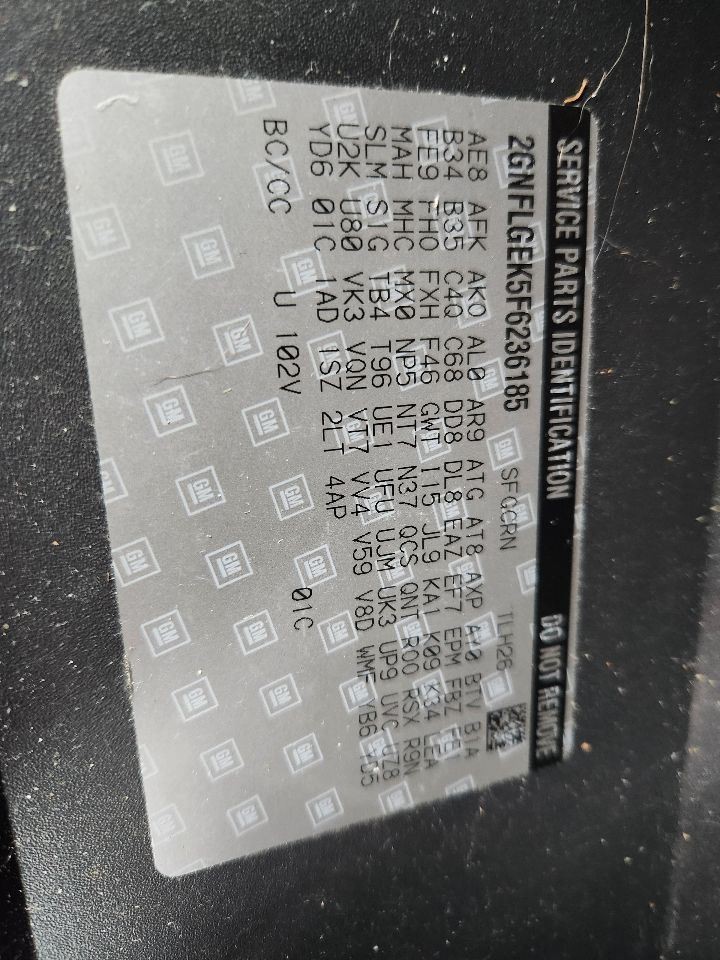 SERVICE PARTS IDENTIFICATION DO NOT REMOVE
2GNFLGEK5F6236185 SFGCRN TLH26
AE8 AFK AKO AL0 AR9 ATG AT8 AXP AY0 BTV B1A
B34 B35 C4Q C68 DD8 DL8 EAZ EF7 EPM FBZ FE1
FE9 FHO FXH F46 GWT I15 JL9 KA1 K09 K34 LEA
MAH MHC MX0 NP5 NT7 N37 QCS QNT ROO RSX R9N
SLM S1G TB4 T96 UE1 UFU UJM UK3 UP9 UVC UZ8
U2K U80 VK3 VQN VT7 VV4 V59 V8D WMF YB6 YD5
YD6 01C 1AD 1SZ 2LT 4AP
BC/CC U 102V 01C